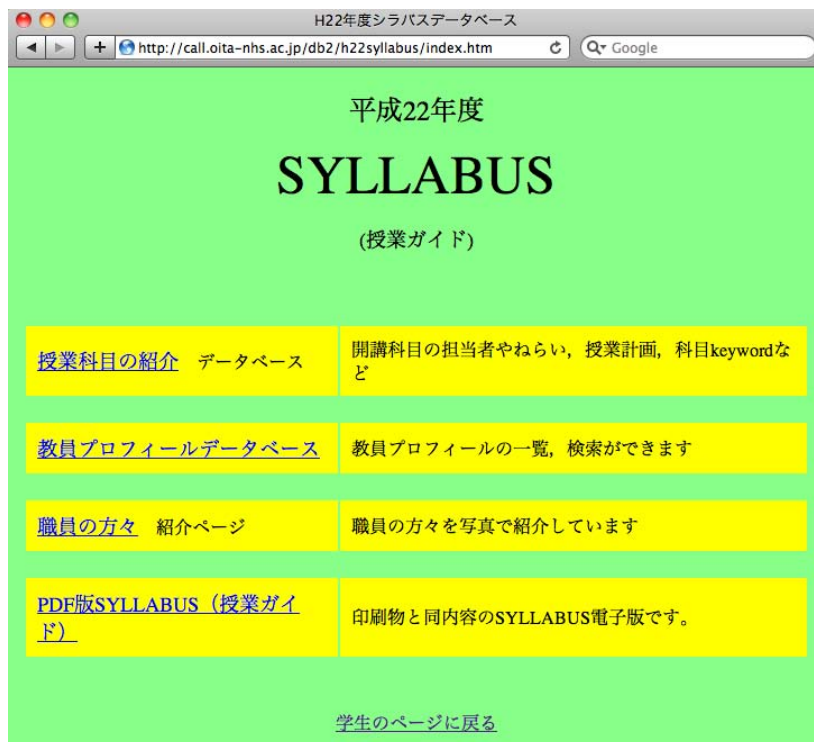 H22年度シラバスデータベース
http://call.oita-nhs.ac.jp/db2/h22syllabus/index.htm
Google
平成22年度
SYLLABUS
(授業ガイド)
授業科目の紹介 データベース
開講科目の担当者やねらい，授業計画，科目keywordな
ど
教員プロフィールデータベース
教員プロフィールの一覧，検索ができます
職員の方々 紹介ページ
職員の方々を写真で紹介しています
PDF版SYLLABUS（授業ガイ
ド）
印刷物と同内容のSYLLABUS電子版です。
学生のページに戻る